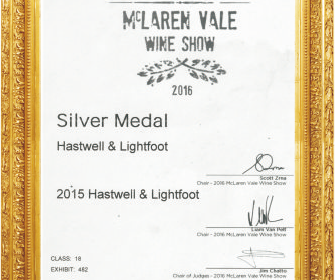 McLAREN VALE
WINE SHOW
2016
Silver Medal
Hastwell & Lightfoot
Scott Zrna
Chair - 2016 McLaren Vale Wine Show
2015 Hastwell & Lightfoot
Liam Van Pelt
Chair - 2016 McLaren Vale Wine Show
CLASS: 18
EXHIBIT: 482
Jim Chatto
Chair of Judges - 2016 McLaren Vale Wine Show